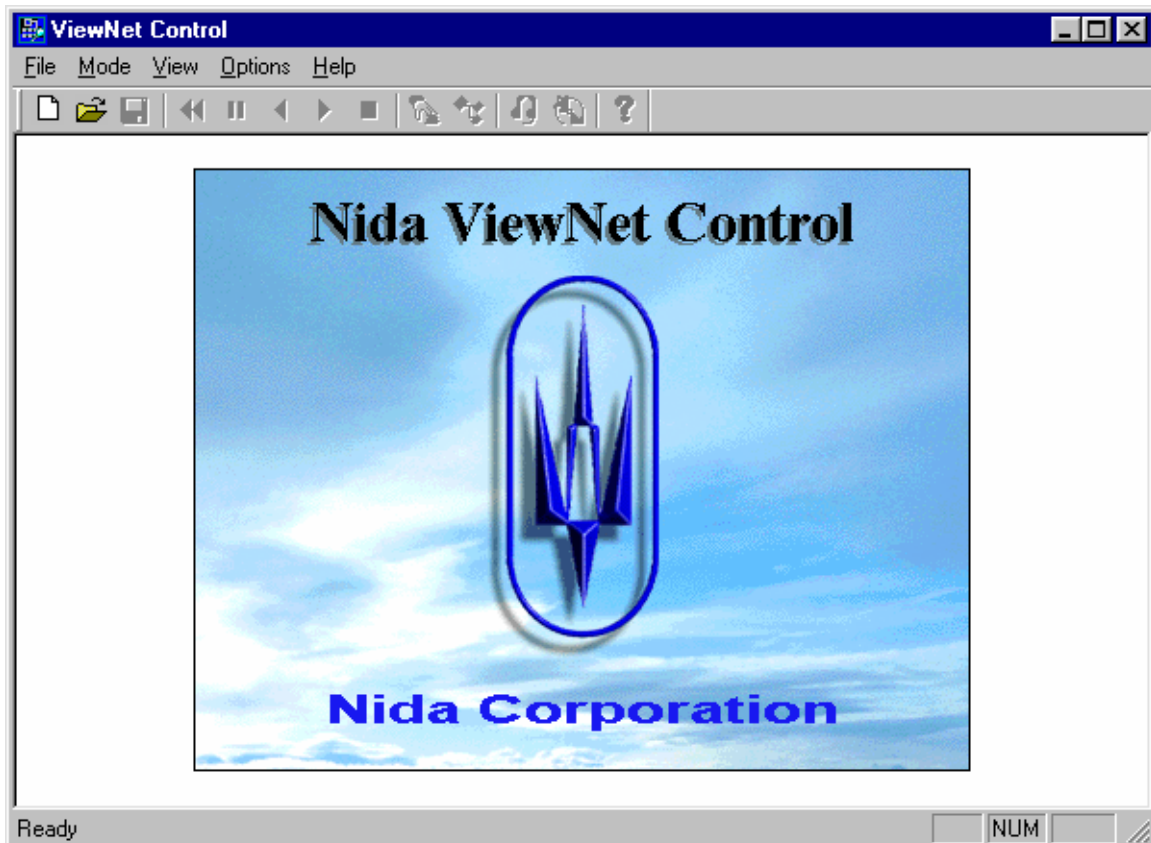 ViewNet Control
File Mode View Options Help
?
Nida ViewNet Control
Nida Corporation
Ready NUM